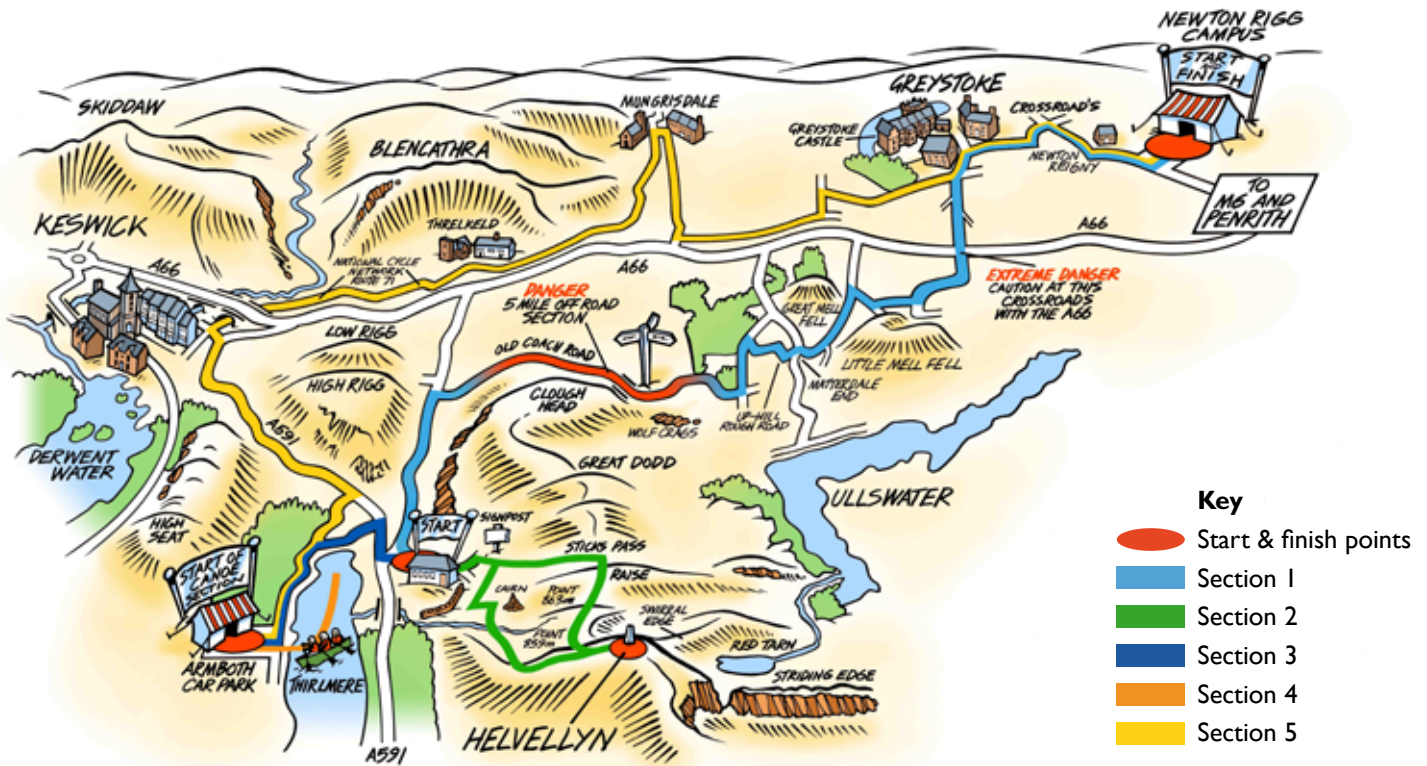 NEWTON RIGG
CAMPUS
START
AND
FINISH
SKIDDAW
MUNGRISDALE
GREYSTOKE
CROSSROAD'S
GREYSTOKE
CASTLE
BLENCATHRA
NEWTON
REIGNY
TO
M6 AND
PENRITH
KESWICK
THRELKELD
A66
A66
NATIONAL CYCLE
NETWORK
ROUTE 71
A66
EXTREME DANGER
CAUTION AT THIS
CROSSROADS
WITH THE A66
DANGER
5 MILE OFF ROAD
SECTION
GREAT MELL
FELL
LOW RIGG
OLD COACH ROAD
LITTLE MELL FELL
HIGH RIGG
CLOUGH
HEAD
MATTERDALE
END
UP-HILL
ROUGH ROAD
WOLF CRAGS
A591
DERWENT
WATER
GREAT DODD
ULLSWATER
HIGH
SEAT
START
SIGNPOST
STICKS PASS
START OF
CANOE
SECTION
RAISE
CAIRN
POINT
863m
SWIRRAL
EDGE
POINT
859m
RED TARN
ARMBOTH
CAR PARK
THIRLMERE
STRIDING EDGE
HELVELLYN
A591
Key
Start & finish points
Section 1
Section 2
Section 3
Section 4
Section 5